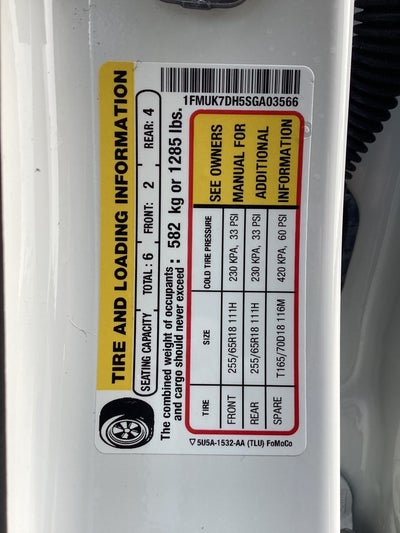 TIRE AND LOADING INFORMATION
SEATING CAPACITY TOTAL: 6 FRONT: 2 REAR: 4
The combined weight of occupants
and cargo should never exceed: 582 kg or 1285 lbs.
TIRE SIZE COLD TIRE PRESSURE
FRONT 255/65R18 111H 230 KPA, 33 PSI
REAR 255/65R18 111H 230 KPA, 33 PSI
SPARE T165/70D18 116M 420 KPA, 60 PSI
SEE OWNERS
MANUAL FOR
ADDITIONAL
INFORMATION
5U5A-1532-AA (TLU) FoMoCo
1FMUK7DH5SGA03566